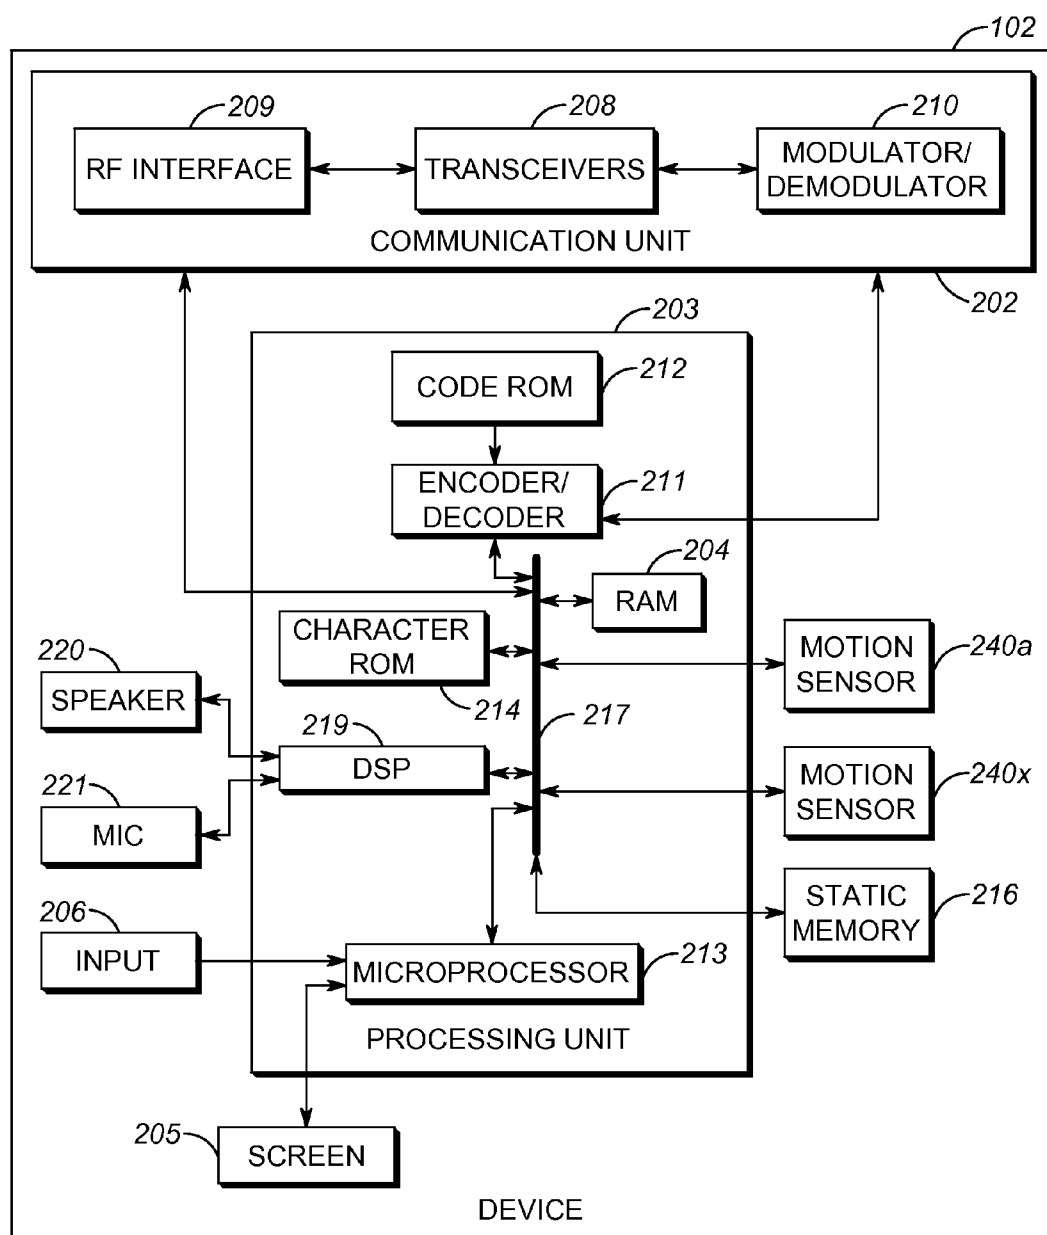 102
209
208
210
RF INTERFACE
TRANSCEIVERS
MODULATOR/
DEMODULATOR
COMMUNICATION UNIT
202
203
CODE ROM
212
ENCODER/
DECODER
211
204
RAM
CHARACTER
ROM
214
MOTION
SENSOR
240a
220
SPEAKER
217
219
DSP
MOTION
SENSOR
240x
221
MIC
STATIC
MEMORY
216
206
INPUT
MICROPROCESSOR
213
PROCESSING UNIT
205
SCREEN
DEVICE